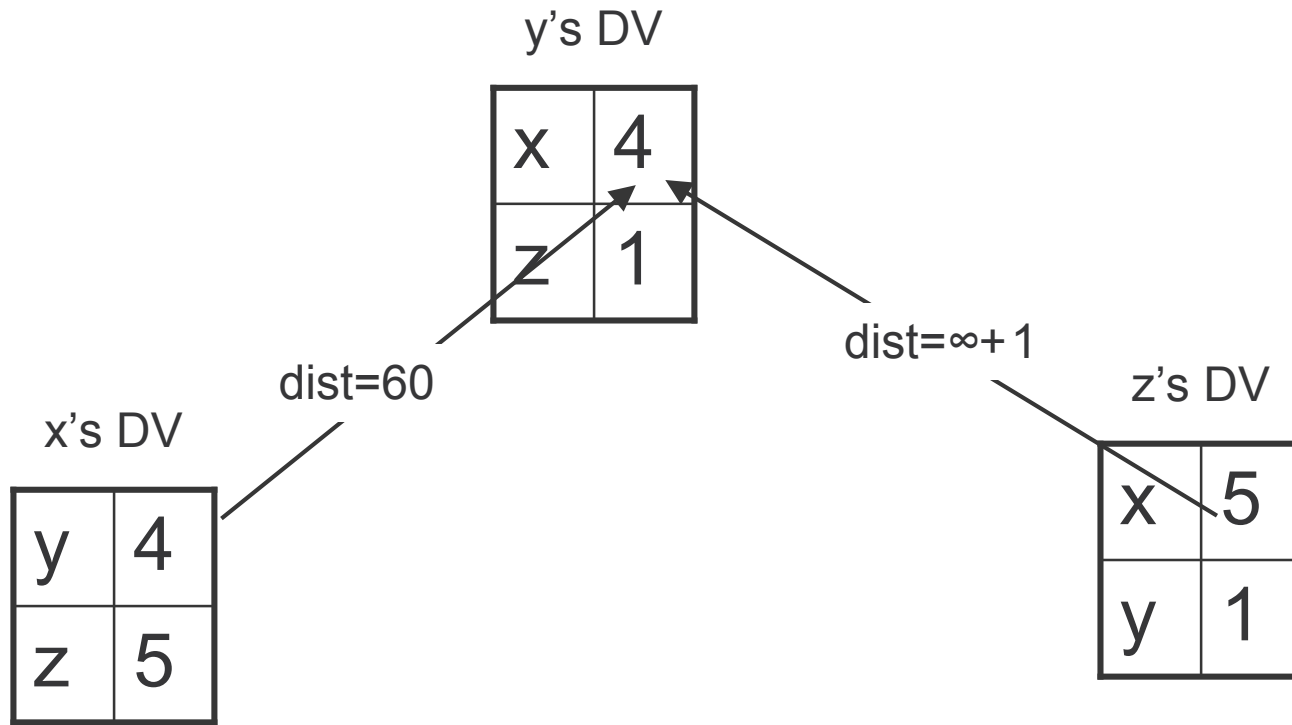 y’s DV
x 4
z 1
dist=∞+1
dist=60
z’s DV
x’s DV
x 5
y 4
y 1
z 5